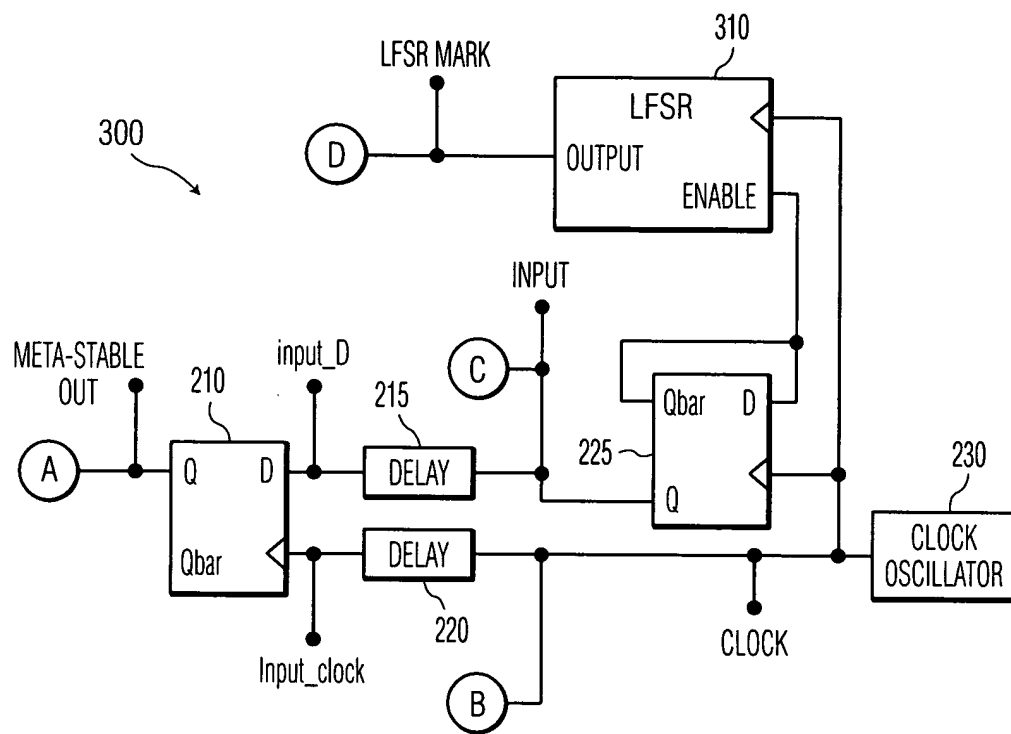 310
LFSR MARK
LFSR
300
D
OUTPUT
ENABLE
INPUT
META-STABLE
OUT
input_D
C
210
215
Qbar
D
225
A
Q
D
DELAY
230
Q
CLOCK
OSCILLATOR
Qbar
DELAY
220
CLOCK
Input_clock
B